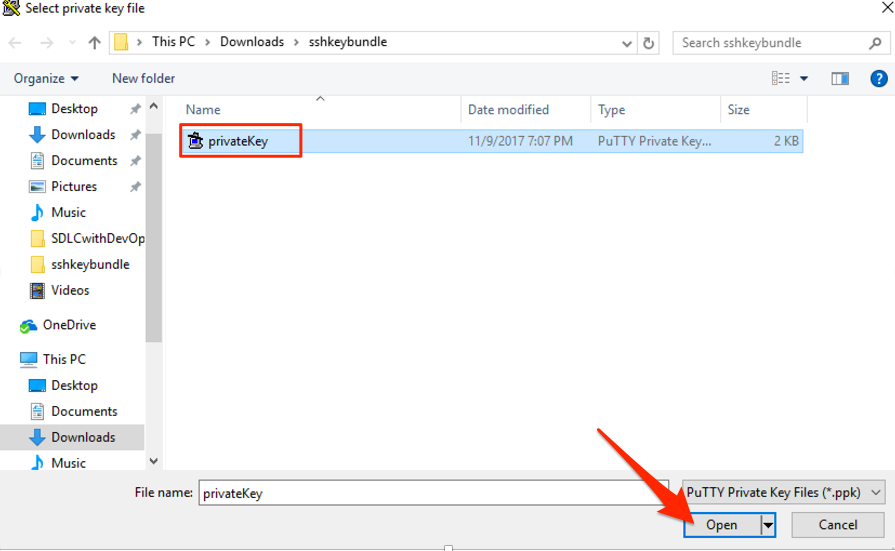 Select private key file
This PC > Downloads > sshkeybundle
Search sshkeybundle
Organize
New folder
Name
Date modified
Type
Size
privateKey
11/9/2017 7:07 PM
PuTTY Private Key...
2 KB
Desktop
Downloads
Documents
Pictures
Music
SDLCwithDevOp
sshkeybundle
Videos
OneDrive
This PC
Desktop
Documents
Downloads
Music
File name:
privateKey
PuTTY Private Key Files (*.ppk)
Open
Cancel